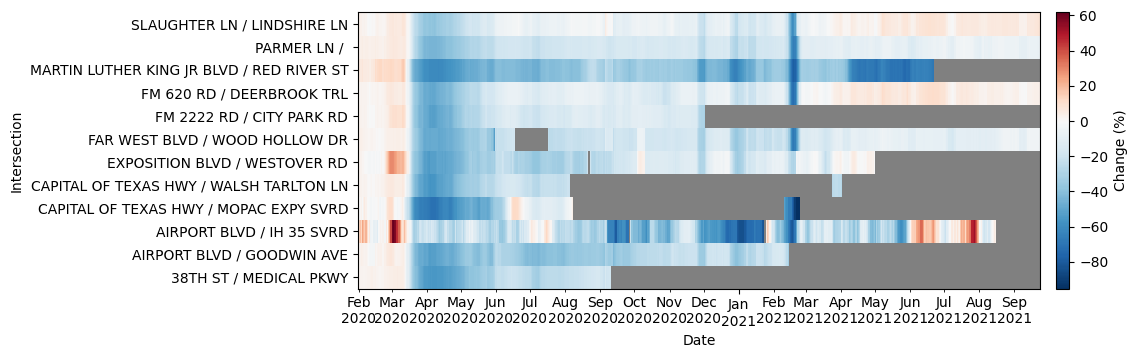 SLAUGHTER LN / LINDSHIRE LN
PARMER LN /
MARTIN LUTHER KING JR BLVD / RED RIVER ST
FM 620 RD / DEERBROOK TRL
FM 2222 RD / CITY PARK RD
FAR WEST BLVD / WOOD HOLLOW DR
EXPOSITION BLVD / WESTOVER RD
CAPITAL OF TEXAS HWY / WALSH TARLTON LN
CAPITAL OF TEXAS HWY / MOPAC EXPY SVRD
AIRPORT BLVD / IH 35 SVRD
AIRPORT BLVD / GOODWIN AVE
38TH ST / MEDICAL PKWY
Intersection
Feb Mar Apr May Jun Jul Aug Sep Oct Nov Dec Jan Feb Mar Apr May Jun Jul Aug Sep
2020 2020 2020 2020 2020 2020 2020 2020 2020 2020 2020 2021 2021 2021 2021 2021 2021 2021 2021 2021
Date
60
40
20
0
−20
−40
−60
−80
Change (%)